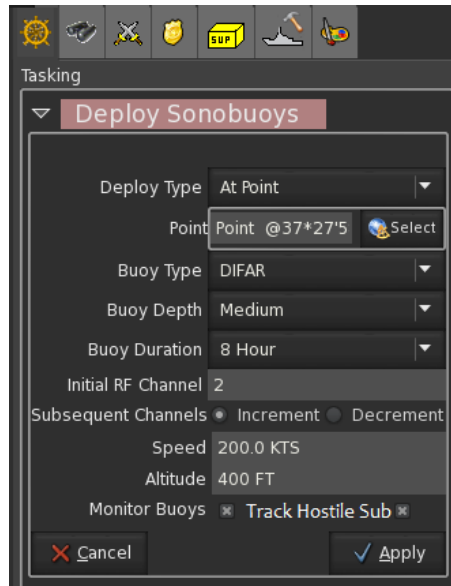 SUP
Tasking
Deploy Sonobuoys
Deploy Type At Point
Point Point @37*27'5 Select
Buoy Type DIFAR
Buoy Depth Medium
Buoy Duration 8 Hour
Initial RF Channel 2
Subsequent Channels Increment Decrement
Speed 200.0 KTS
Altitude 400 FT
Monitor Buoys Track Hostile Sub
Cancel Apply